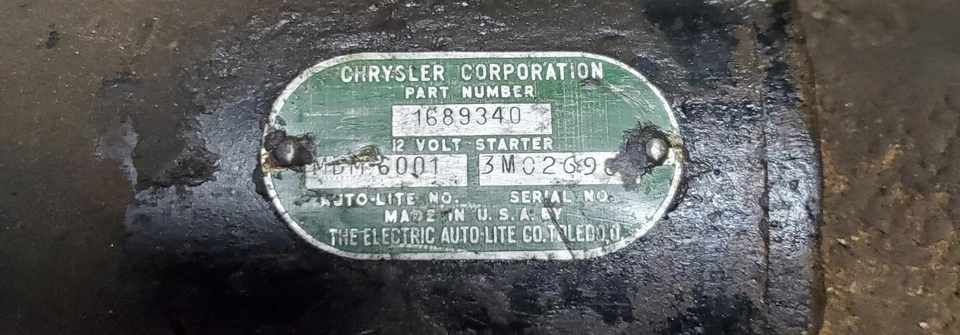 CHRYSLER CORPORATION
PART NUMBER
1689340
12 VOLT STARTER
MDM-6001
AUTO-LITE NO. SERIAL NO.
MADE IN U.S.A. BY
THE ELECTRIC AUTO-LITE CO. TOLEDO, O.